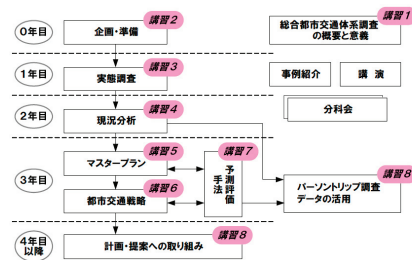 講習2
講習1
0年目
企画・準備
総合都市交通体系調査
の概要と意義
講習3
1年目
実態調査
事例紹介
講 演
講習4
2年目
現況分析
分科会
講習5
講習7
マスタープラン
予測評価
手法
講習8
3年目
講習6
パーソントリップ調査
データの活用
都市交通戦略
講習8
4年目
以降
計画・提案への取り組み